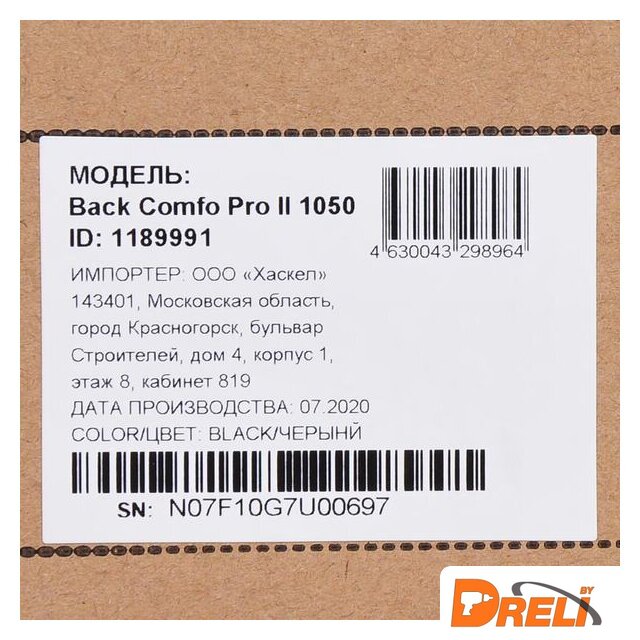 МОДЕЛЬ:
Back Comfo Pro II 1050
ID: 1189991
4 630043 298964
ИМПОРТЕР: ООО «Хаскел»
143401, Московская область,
город Красногорск, бульвар
Строителей, дом 4, корпус 1,
этаж 8, кабинет 819
ДАТА ПРОИЗВОДСТВА: 07.2020
COLOR/ЦВЕТ: BLACK/ЧЕРЫНЙ
SN: N07F10G7U00697
DRELI BY